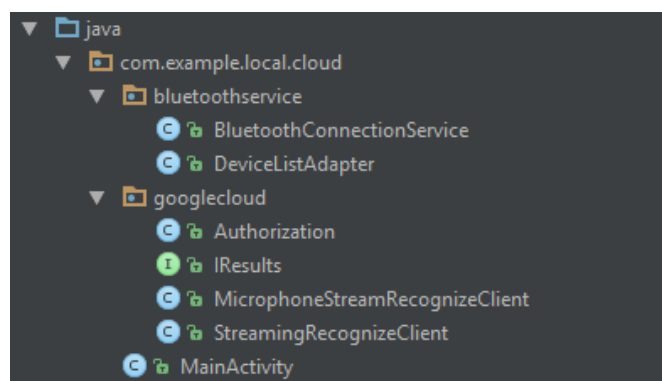 java
com.example.local.cloud
bluetoothservice
C BluetoothConnectionService
C DeviceListAdapter
googlecloud
C Authorization
I IResults
C MicrophoneStreamRecognizeClient
C StreamingRecognizeClient
C MainActivity